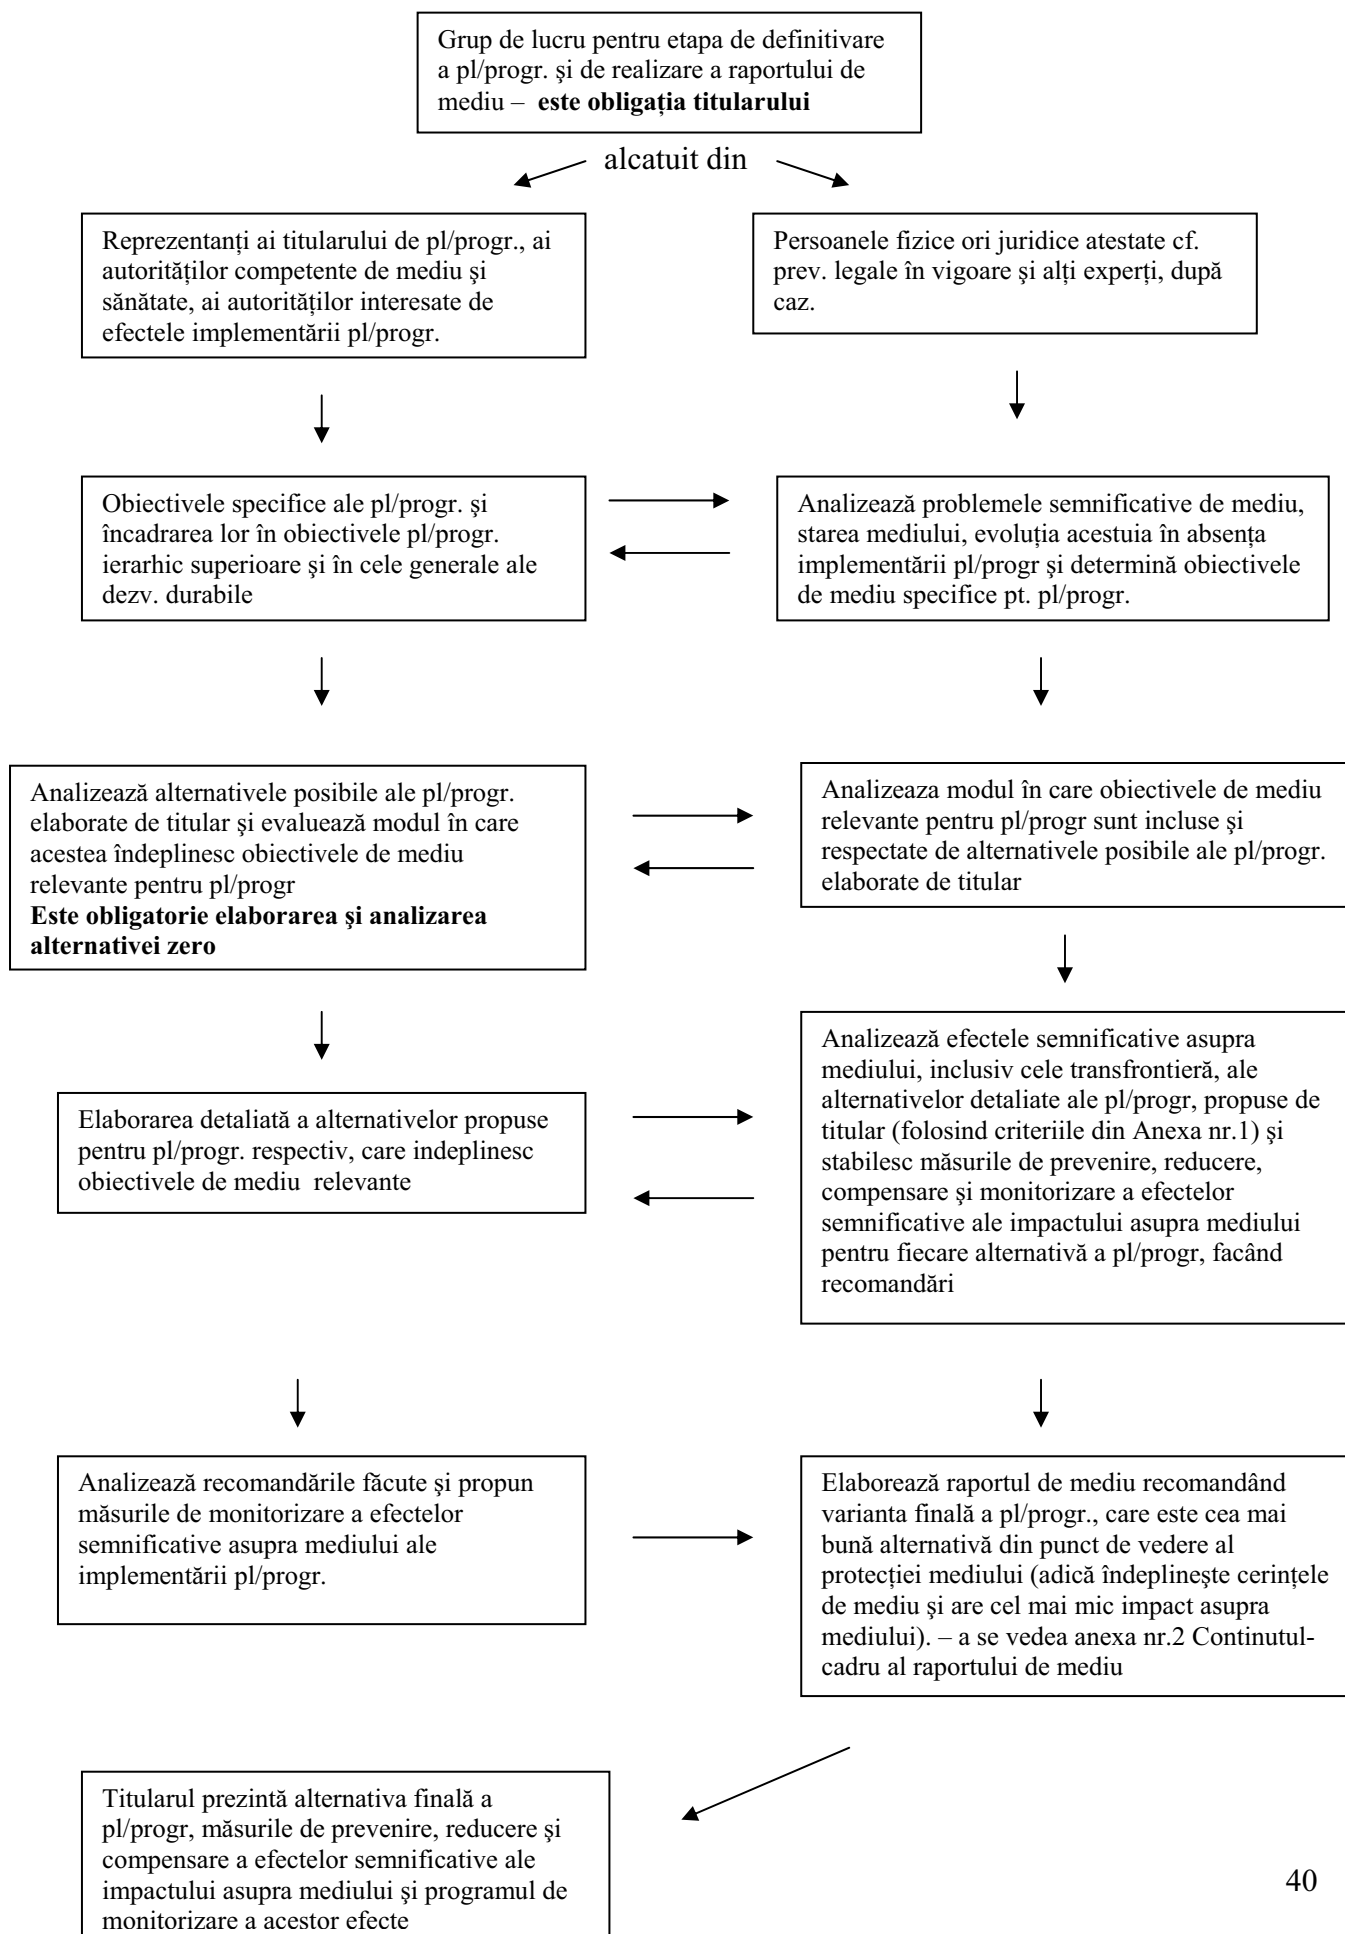 Grup de lucru pentru etapa de definitivare
a pl/progr. şi de realizare a raportului de
mediu – este obligația titularului
alcatuit din
Reprezentanți ai titularului de pl/progr., ai
autorităților competente de mediu şi
sănătate, ai autorităților interesate de
efectele implementării pl/progr.
Persoanele fizice ori juridice atestate cf.
prev. legale în vigoare şi alți experți, după
caz.
Obiectivele specifice ale pl/progr. şi
încadrarea lor în obiectivele pl/progr.
ierarhic superioare şi în cele generale ale
dezv. durabile
Analizează problemele semnificative de mediu,
starea mediului, evoluția acestuia în absența
implementării pl/progr şi determină obiectivele
de mediu specifice pt. pl/progr.
Analizează alternativele posibile ale pl/progr.
elaborate de titular şi evaluează modul în care
acestea îndeplinesc obiectivele de mediu
relevante pentru pl/progr
Este obligatorie elaborarea şi analizarea
alternativei zero
Analizeaza modul în care obiectivele de mediu
relevante pentru pl/progr sunt incluse şi
respectate de alternativele posibile ale pl/progr.
elaborate de titular
Elaborarea detaliată a alternativelor propuse
pentru pl/progr. respectiv, care indeplinesc
obiectivele de mediu relevante
Analizează efectele semnificative asupra
mediului, inclusiv cele transfrontieră, ale
alternativelor detaliate ale pl/progr, propuse de
titular (folosind criteriile din Anexa nr.1) şi
stabilesc măsurile de prevenire, reducere,
compensare şi monitorizare a efectelor
semnificative ale impactului asupra mediului
pentru fiecare alternativă a pl/progr, facând
recomandări
Analizează recomandările făcute şi propun
măsurile de monitorizare a efectelor
semnificative asupra mediului ale
implementării pl/progr.
Elaborează raportul de mediu recomandând
varianta finală a pl/progr., care este cea mai
bună alternativă din punct de vedere al
protecției mediului (adică îndeplineşte cerințele
de mediu şi are cel mai mic impact asupra
mediului). – a se vedea anexa nr.2 Continutul-
cadru al raportului de mediu
Titularul prezintă alternativa finală a
pl/progr, măsurile de prevenire, reducere şi
compensare a efectelor semnificative ale
impactului asupra mediului şi programul de
monitorizare a acestor efecte
40